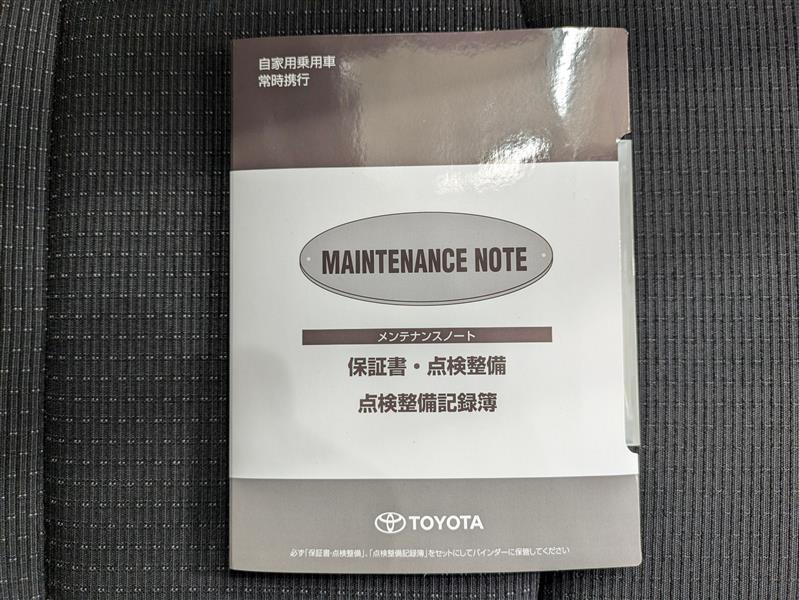 自家用乗用車
常時携行
MAINTENANCE NOTE
メンテナンスノート
保証書・点検整備
点検整備記録簿
TOYOTA
必ず「保証書・点検整備」、「点検整備記録簿」をセットにしてバインダーに保管してください